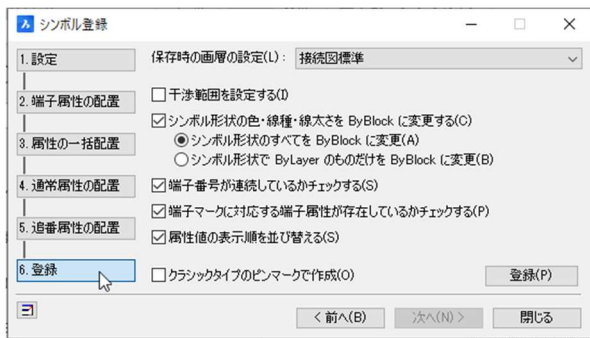 シンボル登録
1. 設定
2. 端子属性の配置
3. 属性の一括配置
4. 通常属性の配置
5. 追番属性の配置
6. 登録
保存時の画層の設定(L) : 接続図標準
干渉範囲を設定する(I)
シンボル形状の色・線種・線太さを ByBlock に変更する(C)
シンボル形状のすべてを ByBlock に変更(A)
シンボル形状で ByLayer のものだけを ByBlock に変更(B)
端子番号が連続しているかチェックする(S)
端子マークに対応する端子属性が存在しているかチェックする(P)
属性値の表示順を並び替える(S)
クラシックタイプのピンマークで作成(O)
登録(P)
< 前へ(B)
次へ(N) >
閉じる